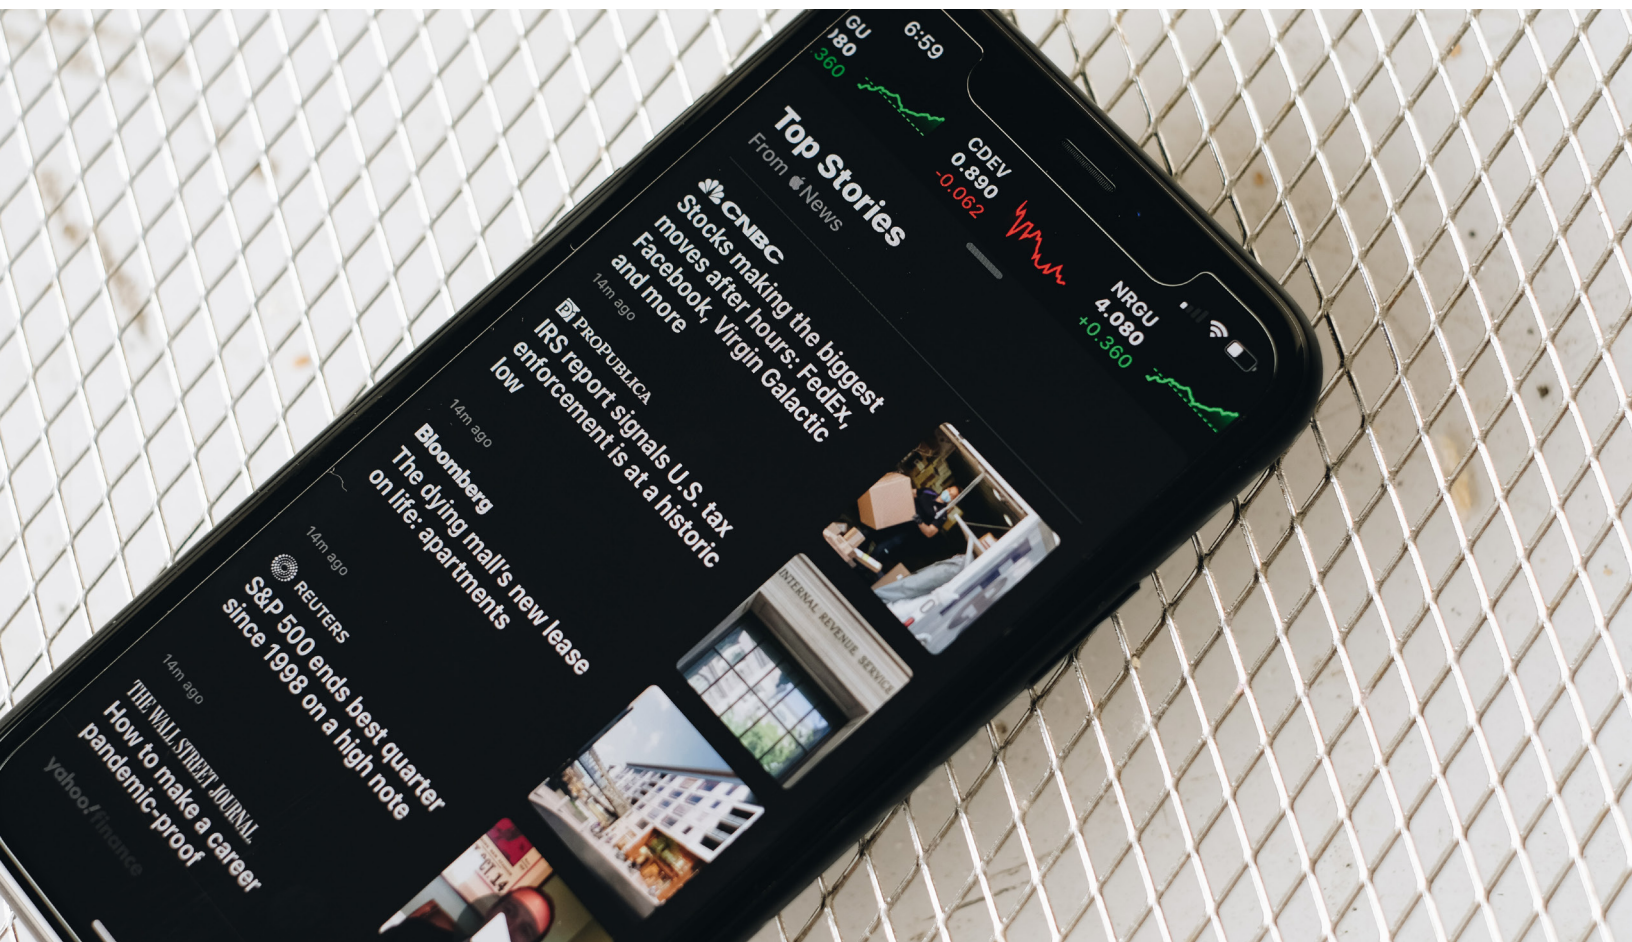 6:59
GU
080
.360
CDEV
0.890
-0.062
NRGU
4.080
+0.360
Top Stories
From News
CNBC
Stocks making the biggest
moves after hours: FedEx,
Facebook, Virgin Galactic
and more
14m ago
PROPUBLICA
IRS report signals U.S. tax
enforcement is at a historic
low
14m ago
Bloomberg
The dying mall's new lease
on life: apartments
14m ago
REUTERS
S&P 500 ends best quarter
since 1998 on a high note
14m ago
THE WALL STREET JOURNAL
How to make a career
pandemic-proof
yahoo/finance
INTERNAL REVENUE SERVICE